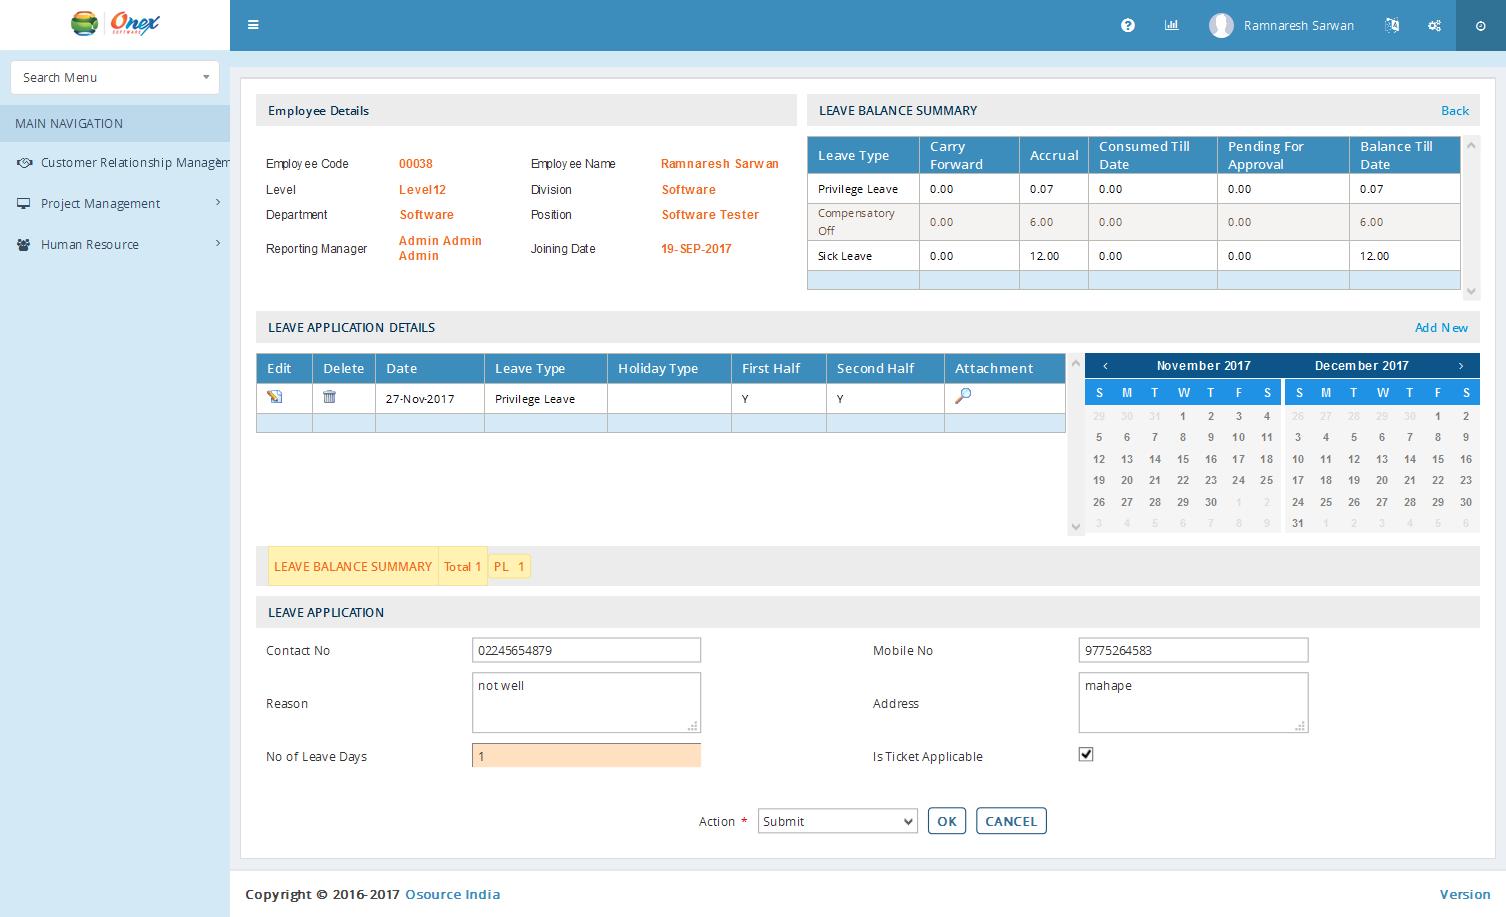 Onex
SOFTWARE
Ramnaresh Sarwan
Search Menu
MAIN NAVIGATION
Customer Relationship Managem
Project Management
Human Resource
Employee Details
Employee Code 00038 Employee Name Ramnaresh Sarwan
Level Level12 Division Software
Department Software Position Software Tester
Reporting Manager Admin Admin Admin Joining Date 19-SEP-2017
LEAVE BALANCE SUMMARY Back
Leave Type Carry Forward Accrual Consumed Till Date Pending For Approval Balance Till Date
Privilege Leave 0.00 0.07 0.00 0.00 0.07
Compensatory Off 0.00 6.00 0.00 0.00 6.00
Sick Leave 0.00 12.00 0.00 0.00 12.00
LEAVE APPLICATION DETAILS Add New
Edit Delete Date Leave Type Holiday Type First Half Second Half Attachment
27-Nov-2017 Privilege Leave Y Y
‹ November 2017
S M T W T F S
29 30 31 1 2 3 4
5 6 7 8 9 10 11
12 13 14 15 16 17 18
19 20 21 22 23 24 25
26 27 28 29 30 1 2
3 4 5 6 7 8 9
December 2017 ›
S M T W T F S
26 27 28 29 30 1 2
3 4 5 6 7 8 9
10 11 12 13 14 15 16
17 18 19 20 21 22 23
24 25 26 27 28 29 30
31 1 2 3 4 5 6
LEAVE BALANCE SUMMARY Total 1 PL 1
LEAVE APPLICATION
Contact No 02245654879 Mobile No 9775264583
Reason not well Address mahape
No of Leave Days 1 Is Ticket Applicable
Action * Submit OK CANCEL
Copyright © 2016-2017 Osource India Version